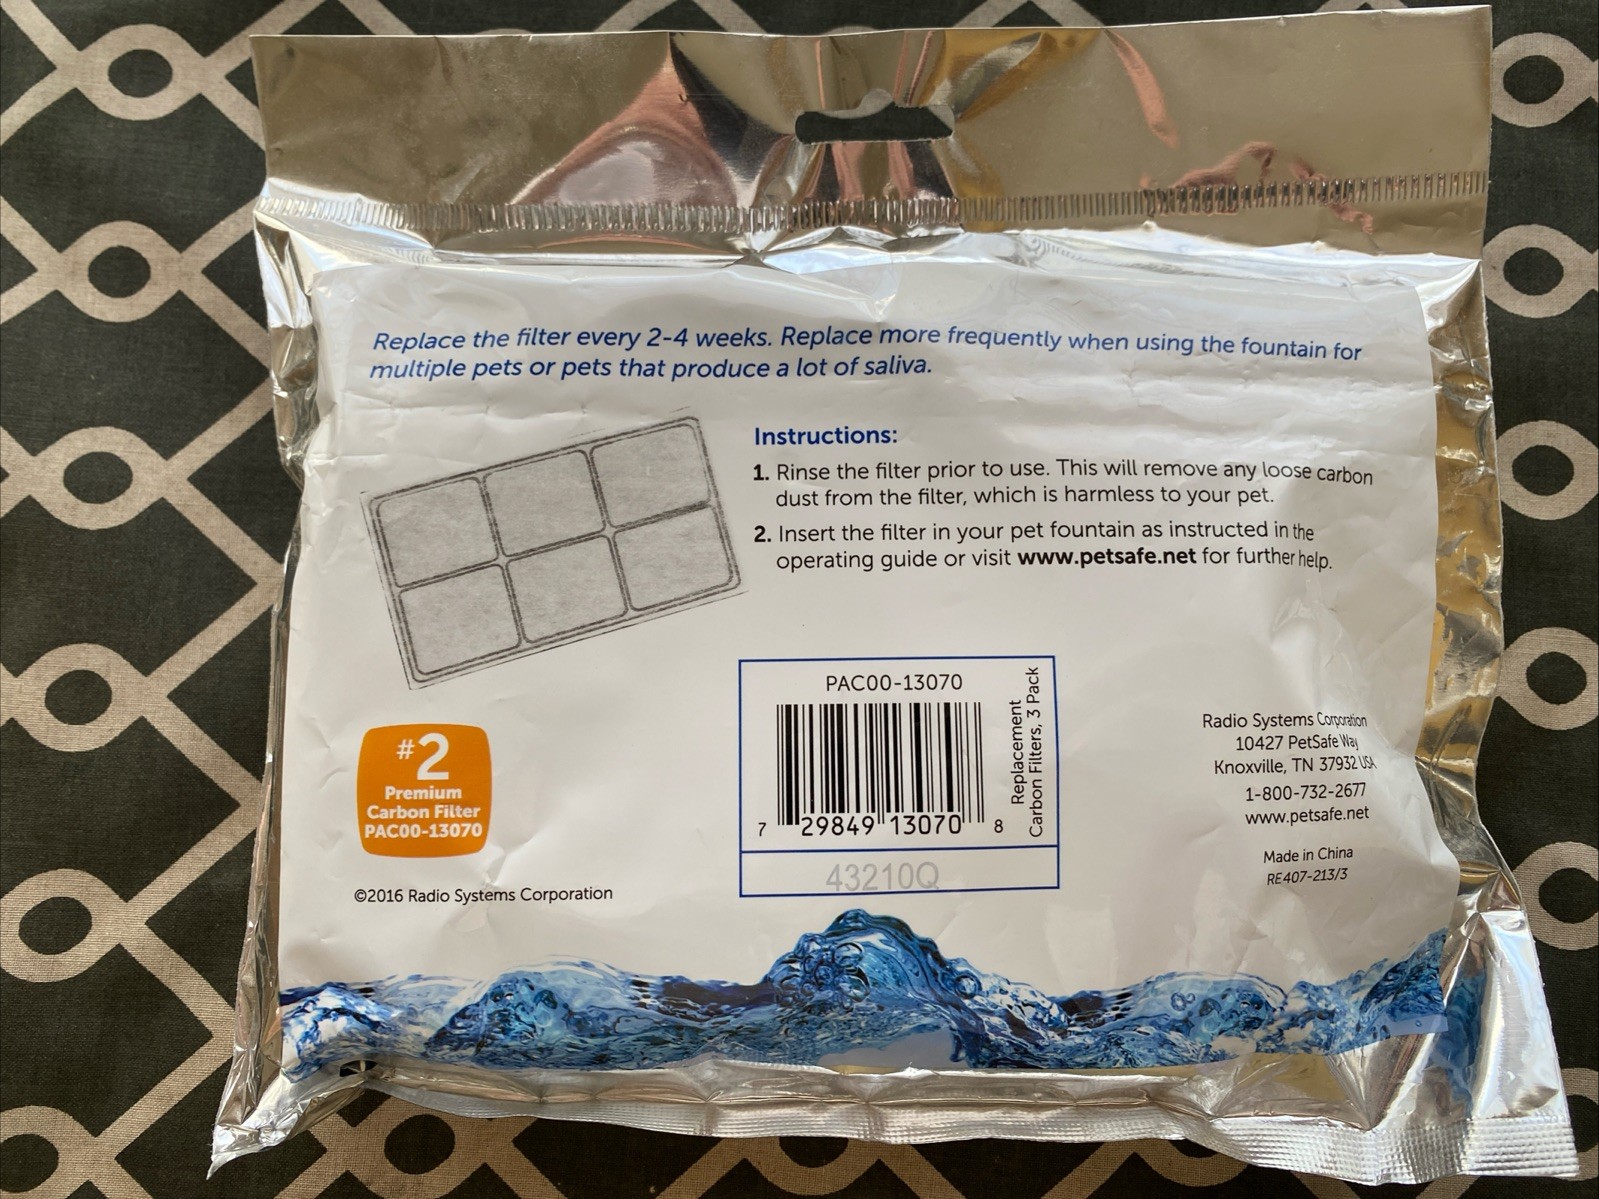 Replace the filter every 2-4 weeks. Replace more frequently when using the fountain for
multiple pets or pets that produce a lot of saliva.
Instructions:
1. Rinse the filter prior to use. This will remove any loose carbon
dust from the filter, which is harmless to your pet.
2. Insert the filter in your pet fountain as instructed in the
operating guide or visit www.petsafe.net for further help.
#2
Premium
Carbon Filter
PAC00-13070
©2016 Radio Systems Corporation
PAC00-13070
7 29849 13070 8
Replacement
Carbon Filters, 3 Pack
43210Q
Radio Systems Corporation
10427 PetSafe Way
Knoxville, TN 37932 USA
1-800-732-2677
www.petsafe.net
Made in China
RE407-213/3